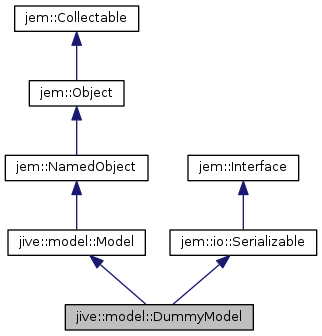 jem::Collectable
jem::Object
jem::NamedObject
jem::Interface
jive::model::Model
jem::io::Serializable
jive::model::DummyModel